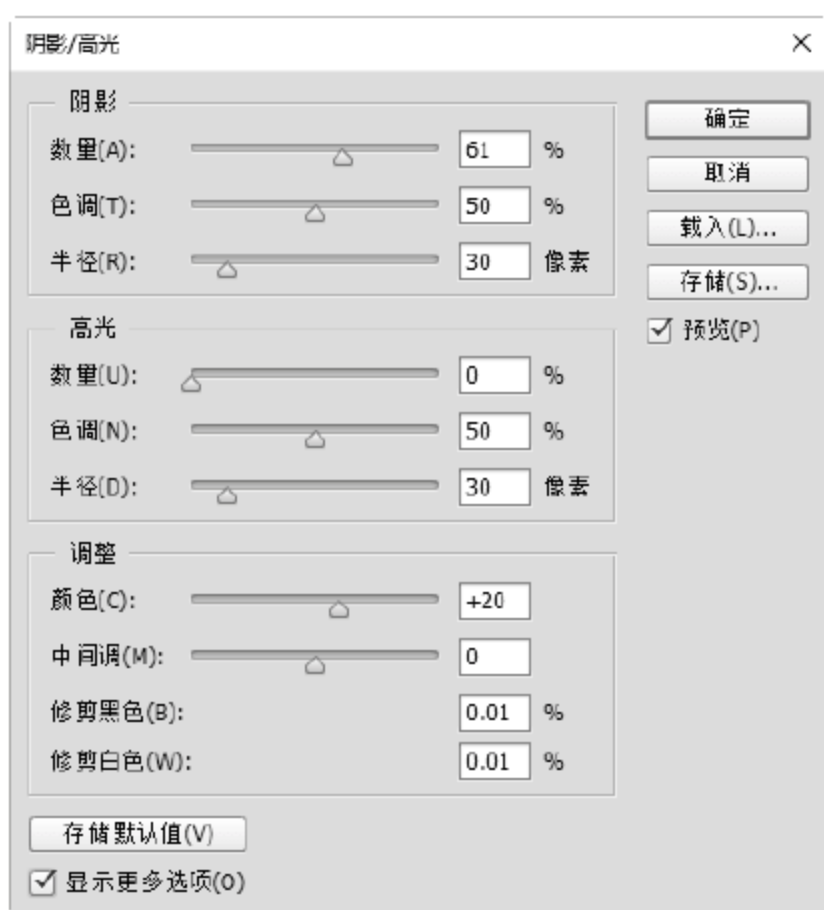 阴影/高光
阴影
确定
数量(A): 61 %
取消
色调(T): 50 %
载入(L)...
半径(R): 30 像素
存储(S)...
高光
预览(P)
数量(U): 0 %
色调(N): 50 %
半径(D): 30 像素
调整
颜色(C): +20
中间调(M): 0
修剪黑色(B): 0.01 %
修剪白色(W): 0.01 %
存储默认值(V)
显示更多选项(O)